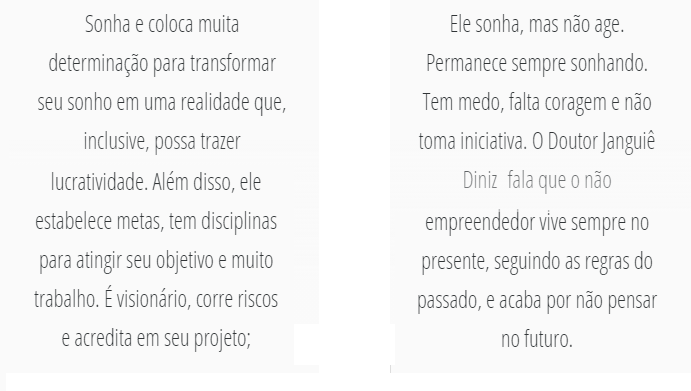 Sonha e coloca muita
determinação para transformar
seu sonho em uma realidade que,
inclusive, possa trazer
lucratividade. Além disso, ele
estabelece metas, tem disciplinas
para atingir seu objetivo e muito
trabalho. É visionário, corre riscos
e acredita em seu projeto;
Ele sonha, mas não age.
Permanece sempre sonhando.
Tem medo, falta coragem e não
toma iniciativa. O Doutor Janguiê
Diniz fala que o não
empreendedor vive sempre no
presente, seguindo as regras do
passado, e acaba por não pensar
no futuro.